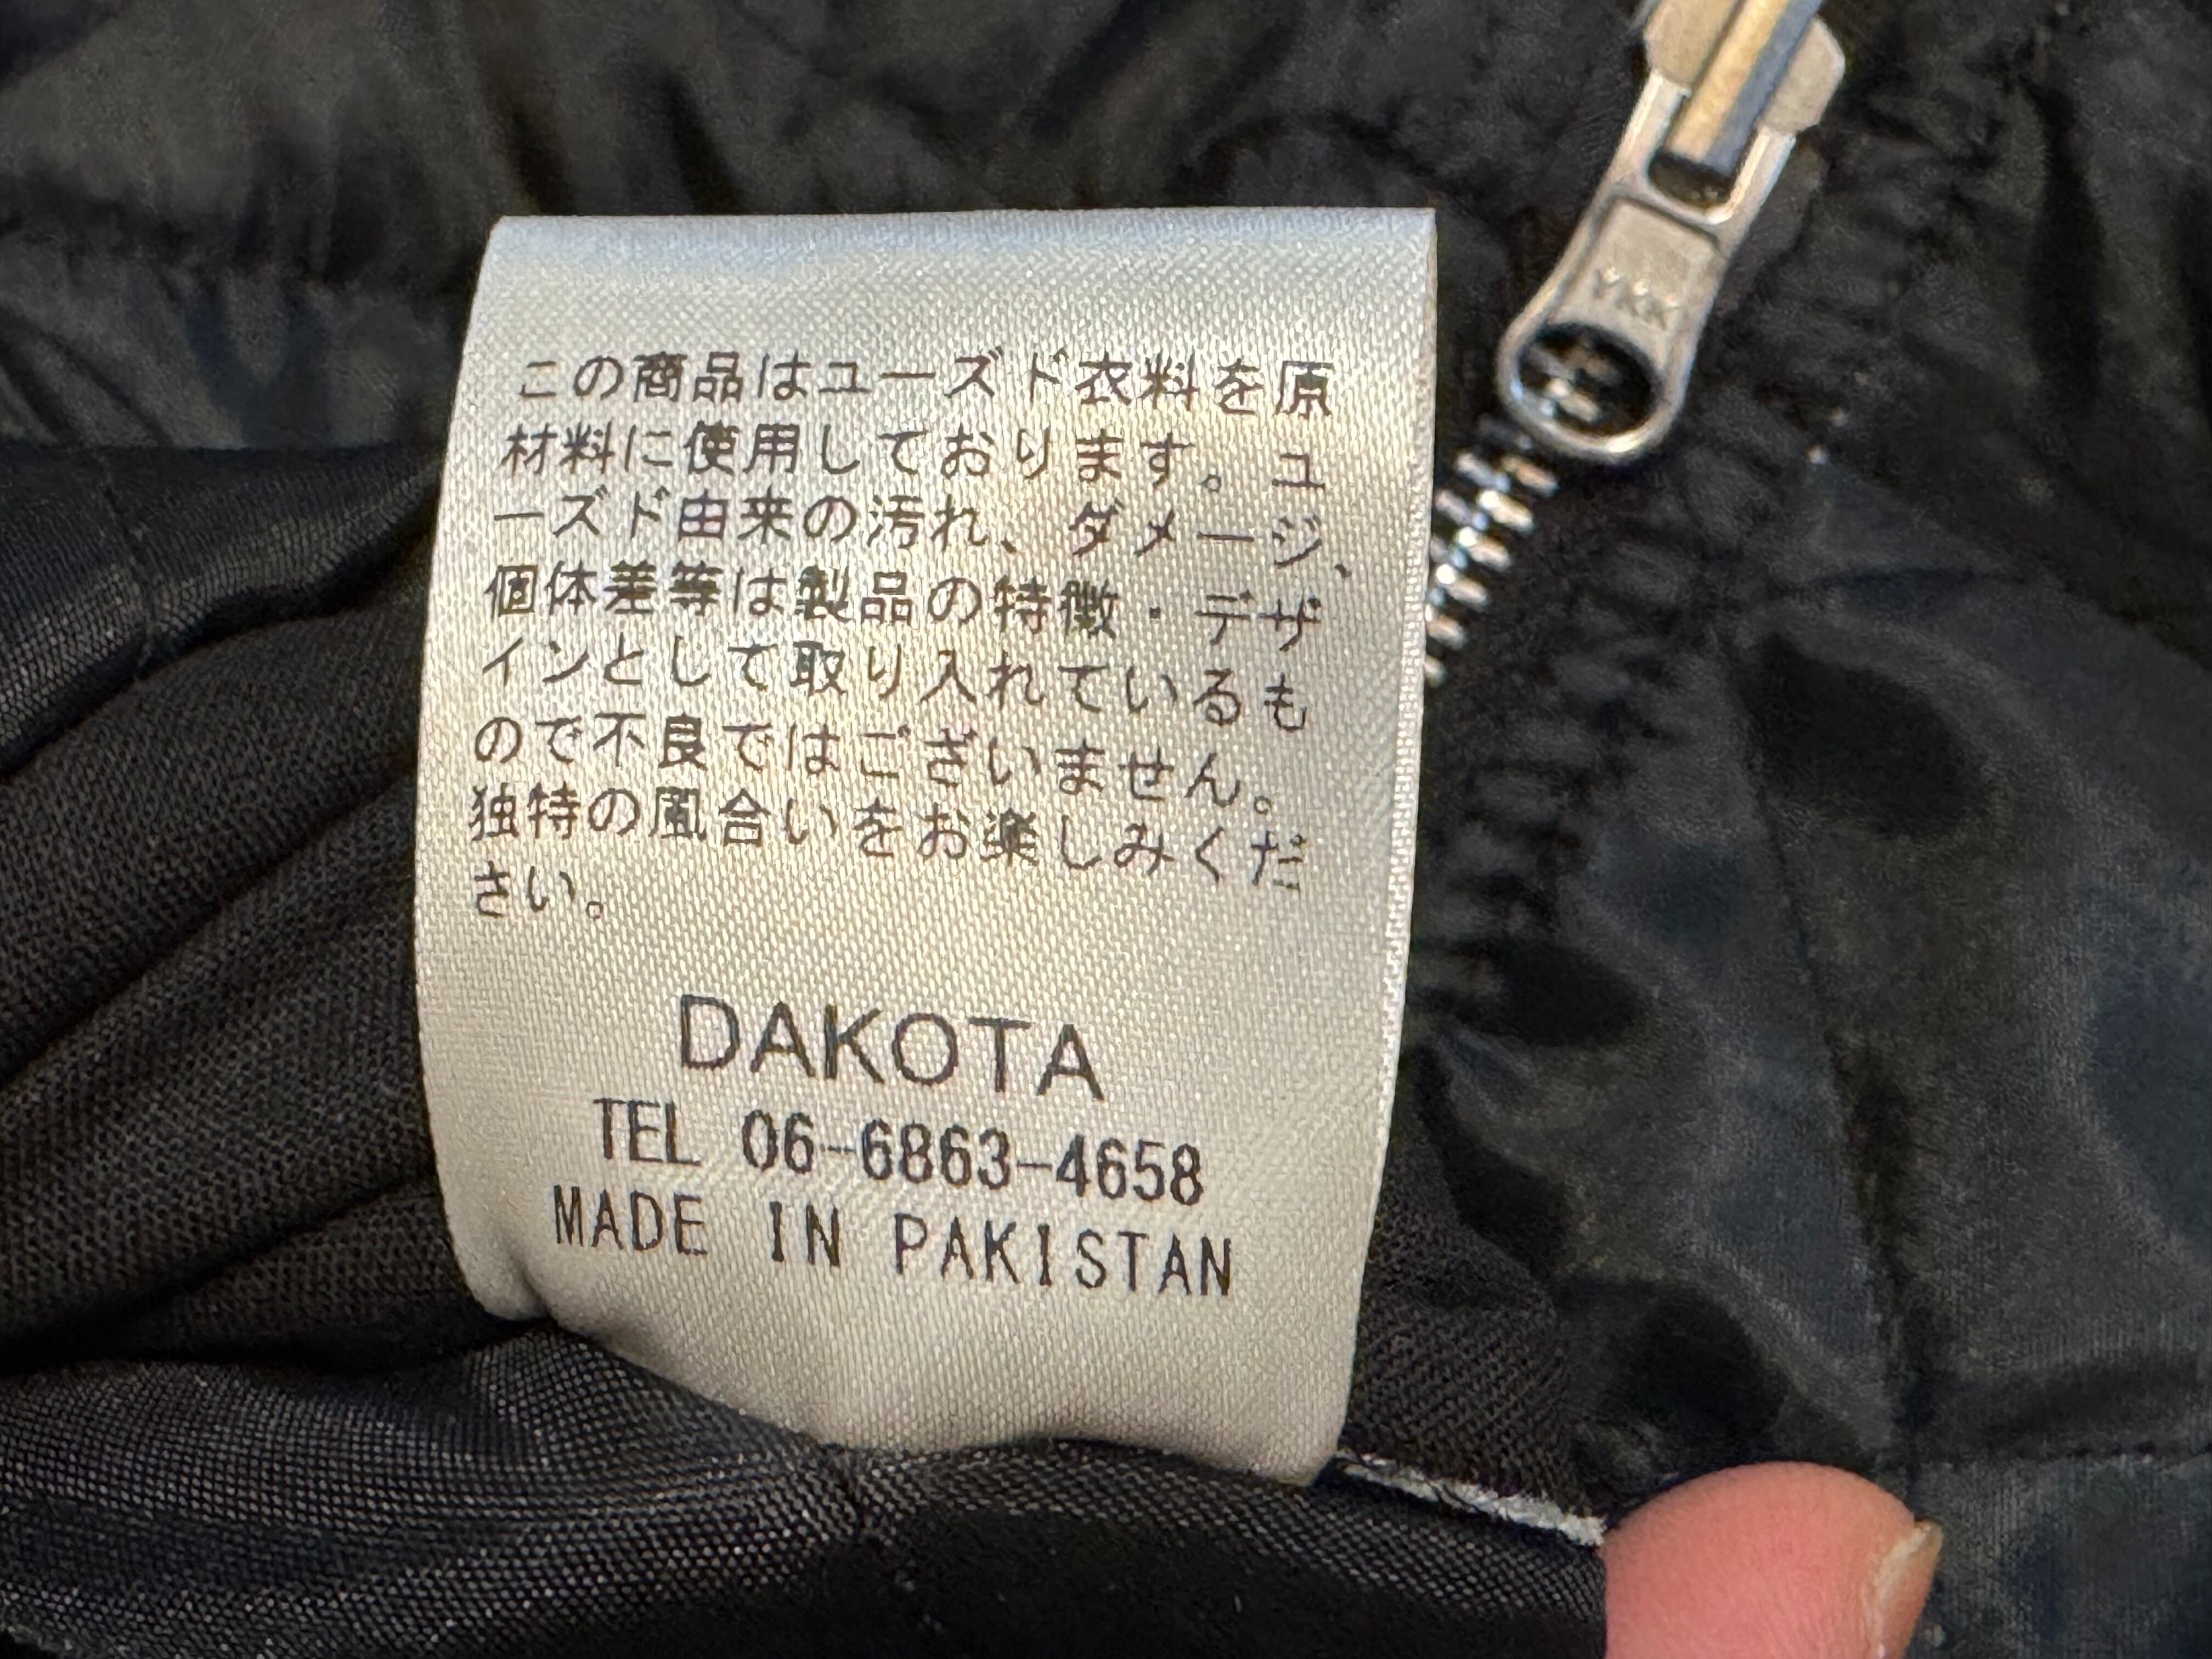 この商品はユーズド衣料を原
材料に使用しております。ユ
ーズド由来の汚れ、ダメージ、
個体差等は製品の特徴・デザ
インとして取り入れているも
ので不良ではございません。
独特の風合いをお楽しみくだ
さい。
DAKOTA
TEL 06-6863-4658
MADE IN PAKISTAN
YKK